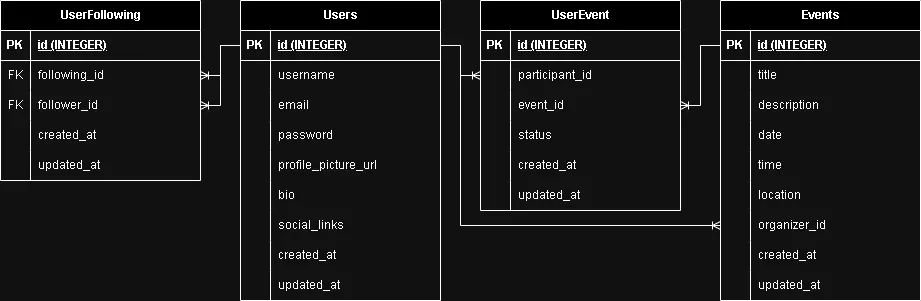 UserFollowing
PK id (INTEGER)
FK following_id
FK follower_id
created_at
updated_at
Users
PK id (INTEGER)
username
email
password
profile_picture_url
bio
social_links
created_at
updated_at
UserEvent
PK id (INTEGER)
participant_id
event_id
status
created_at
updated_at
Events
PK id (INTEGER)
title
description
date
time
location
organizer_id
created_at
updated_at